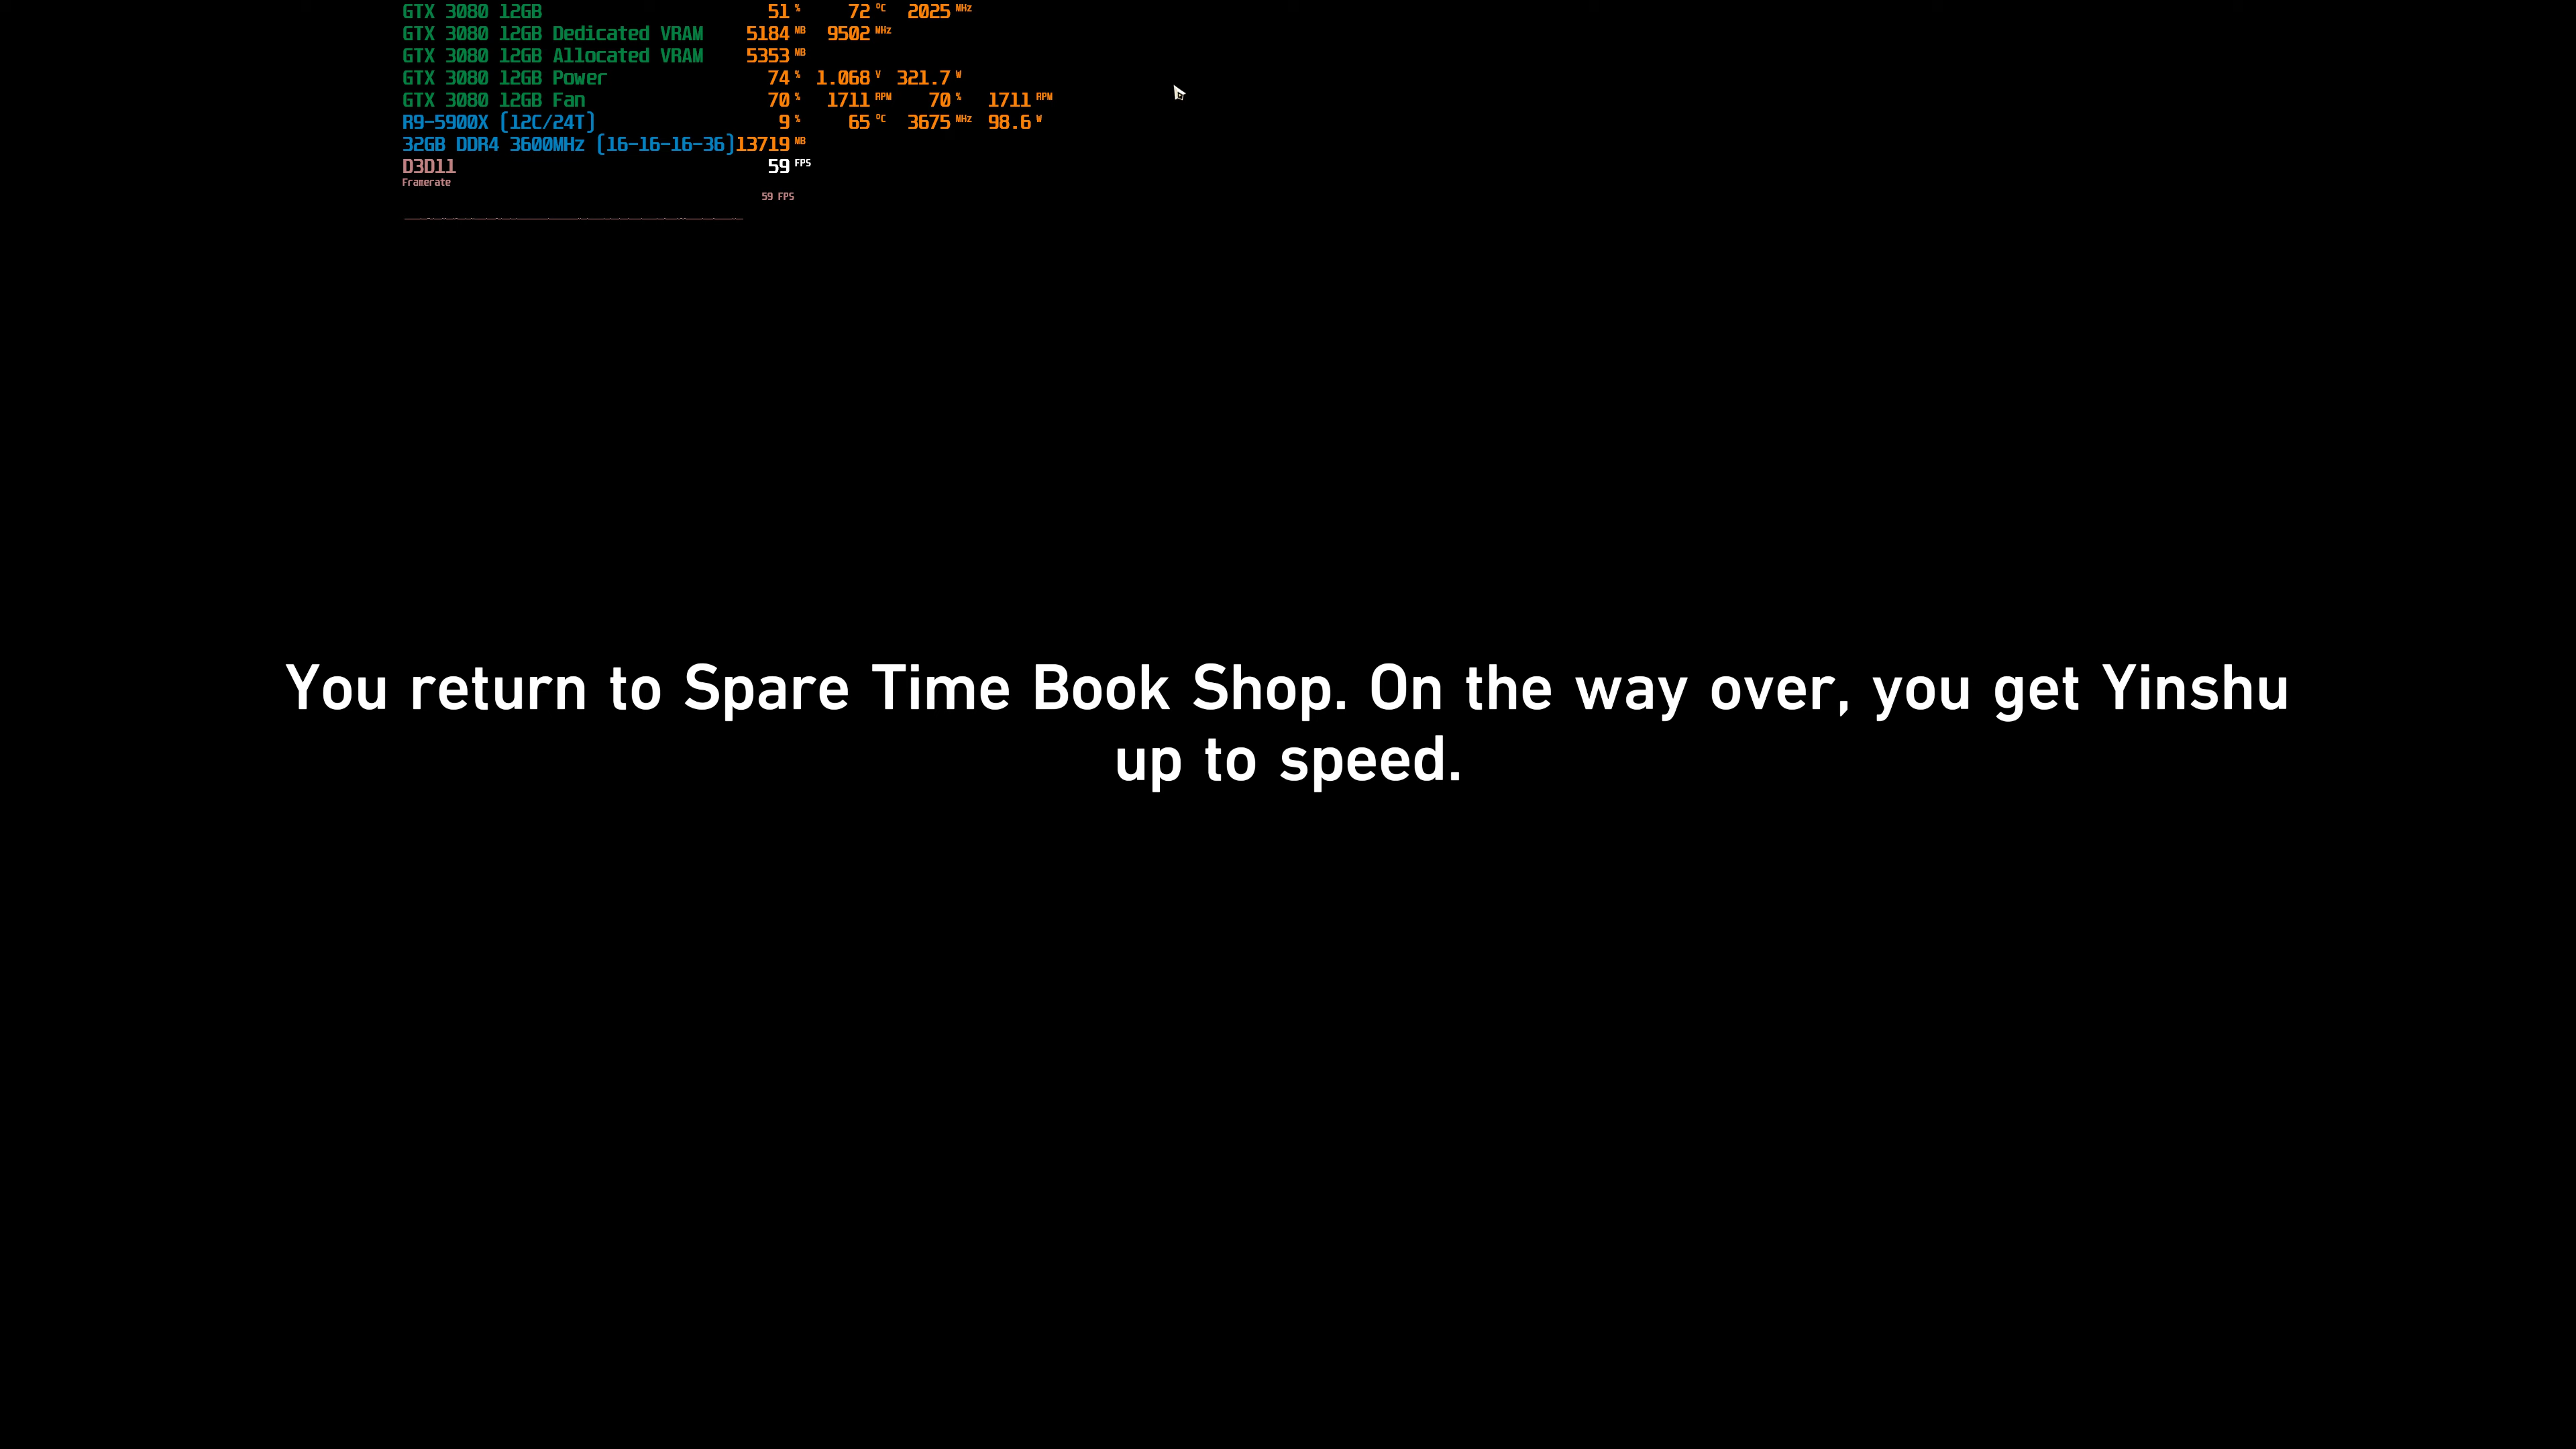 GTX 3080 12GB 51 % 72 °C 2025 MHz
GTX 3080 12GB Dedicated VRAM 5184 MB 9502 MHz
GTX 3080 12GB Allocated VRAM 5353 MB
GTX 3080 12GB Power 74 % 1.068 V 321.7 W
GTX 3080 12GB Fan 70 % 1711 RPM 70 % 1711 RPM
R9-5900X (12C/24T) 9 % 65 °C 3675 MHz 98.6 W
32GB DDR4 3600MHz (16-16-16-36) 13719 MB
D3D11 59 FPS
Framerate
59 FPS
You return to Spare Time Book Shop. On the way over, you get Yinshu
up to speed.